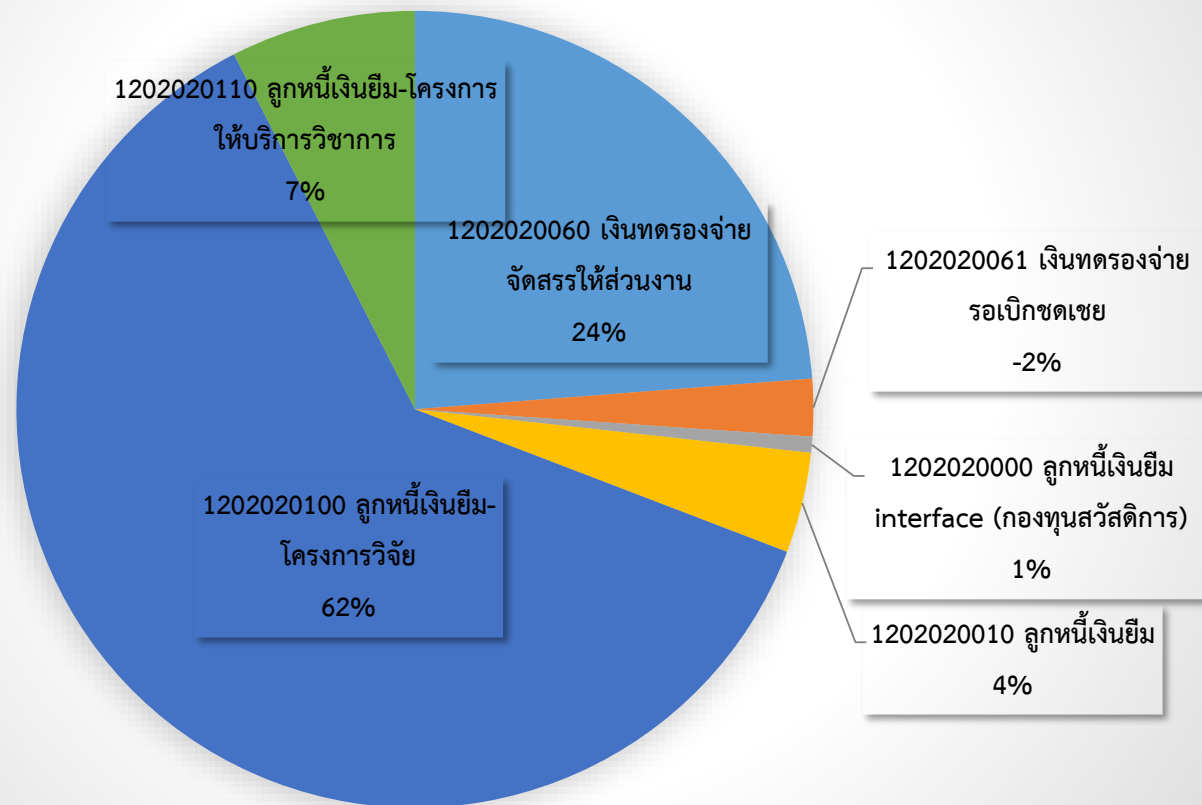 1202020110 ลูกหนี้เงินยืม-โครงการ
ให้บริการวิชาการ
7%
1202020060 เงินทดรองจ่าย
จัดสรรให้ส่วนงาน
24%
1202020061 เงินทดรองจ่าย
รอเบิกชดเชย
-2%
1202020000 ลูกหนี้เงินยืม
interface (กองทุนสวัสดิการ)
1%
1202020100 ลูกหนี้เงินยืม-
โครงการวิจัย
62%
1202020010 ลูกหนี้เงินยืม
4%